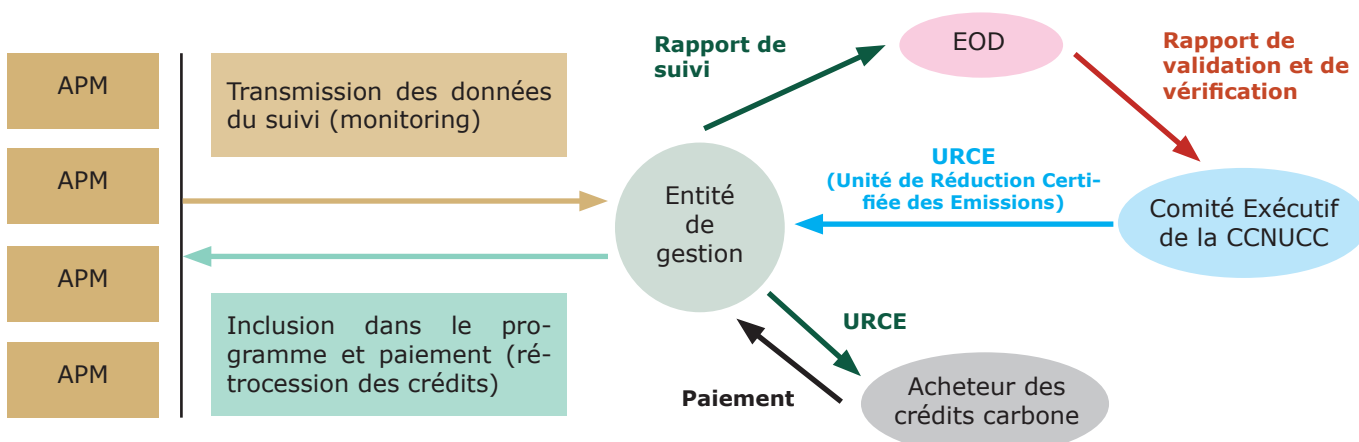 APM
APM
APM
APM
Transmission des données
du suivi (monitoring)
Inclusion dans le pro-
gramme et paiement (ré-
trocession des crédits)
Rapport de
suivi
EOD
Rapport de
validation et de
vérification
Entité
de
gestion
URCE
(Unité de Réduction Certi-
fiée des Emissions)
Comité Exécutif
de la CCNUCC
URCE
Paiement
Acheteur des
crédits carbone